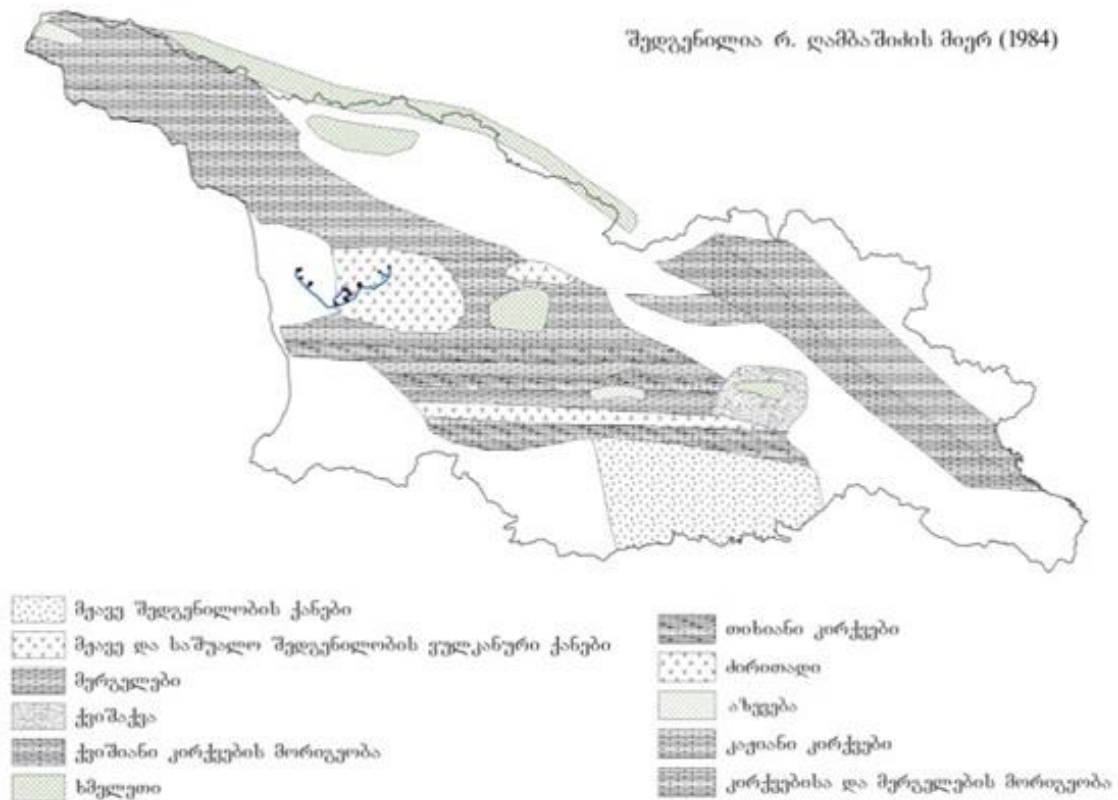 შედგენილია რ. ღამბაშიძის მიერ (1984)
მჟავე შედგენილობის ქანები
მჟავე და საშუალო შედგენილობის ვულკანური ქანები
მერგელები
ქვიშაქვა
ქვიშიანი კირქვების მორიგეობა
ხმელეთი
თიხიანი კირქვები
ძირითადი
აზევება
კაჟიანი კირქვები
კირქვებისა და მერგელების მორიგეობა